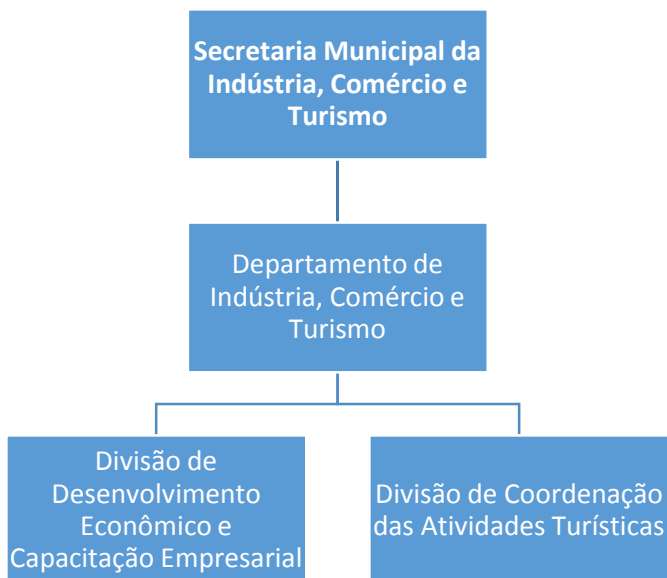 Secretaria Municipal da
Indústria, Comércio e
Turismo
Departamento de
Indústria, Comércio e
Turismo
Divisão de
Desenvolvimento
Econômico e
Capacitação Empresarial
Divisão de Coordenação
das Atividades Turísticas